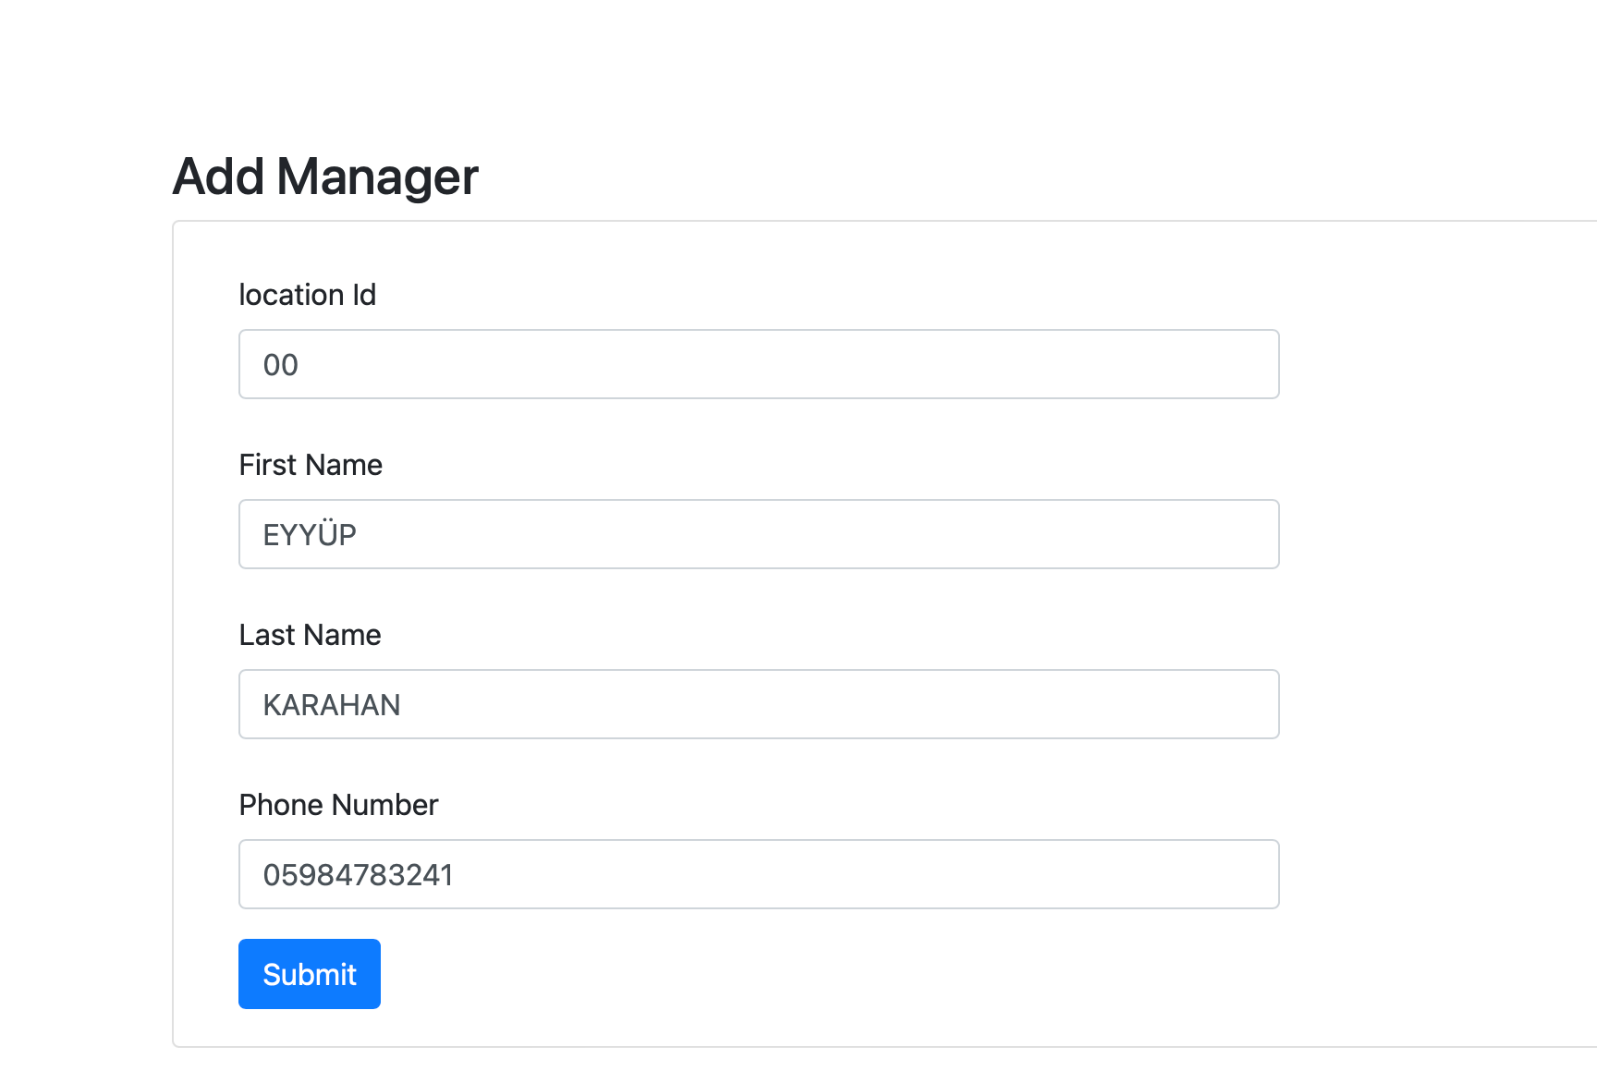 Add Manager
location Id
00
First Name
EYYÜP
Last Name
KARAHAN
Phone Number
05984783241
Submit